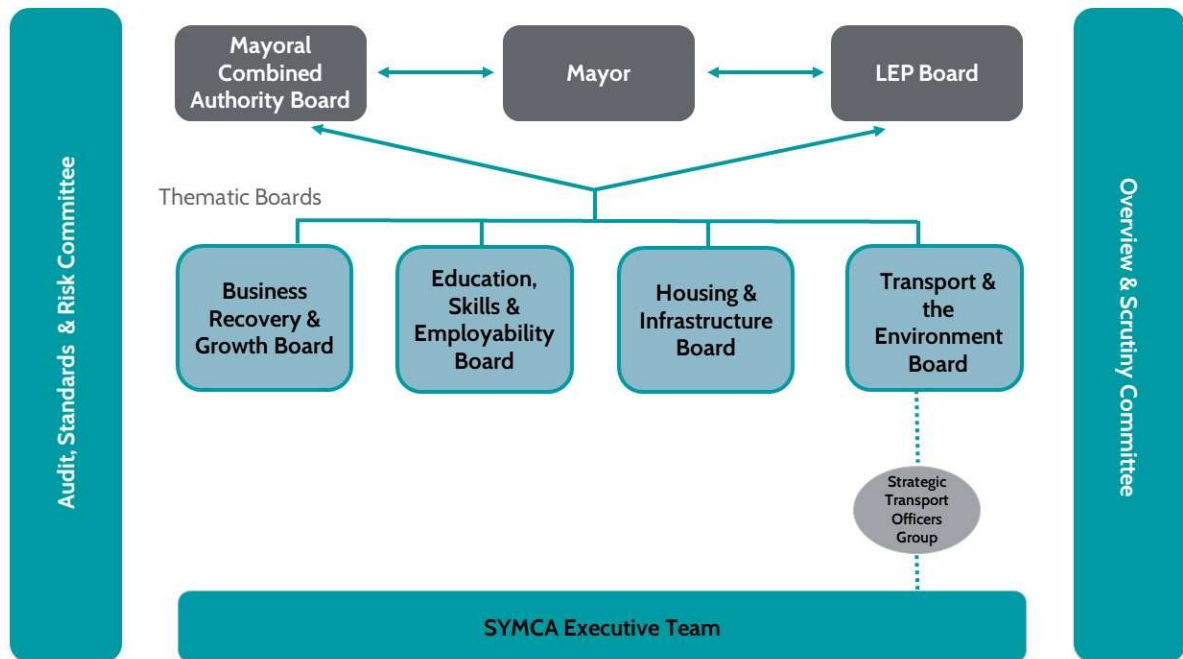 Audit, Standards & Risk Committee
Mayoral
Combined
Authority Board
Mayor
LEP Board
Thematic Boards
Business
Recovery &
Growth Board
Education,
Skills &
Employability
Board
Housing &
Infrastructure
Board
Transport &
the
Environment
Board
Strategic
Transport
Officers
Group
SYMCA Executive Team
Overview & Scrutiny Committee